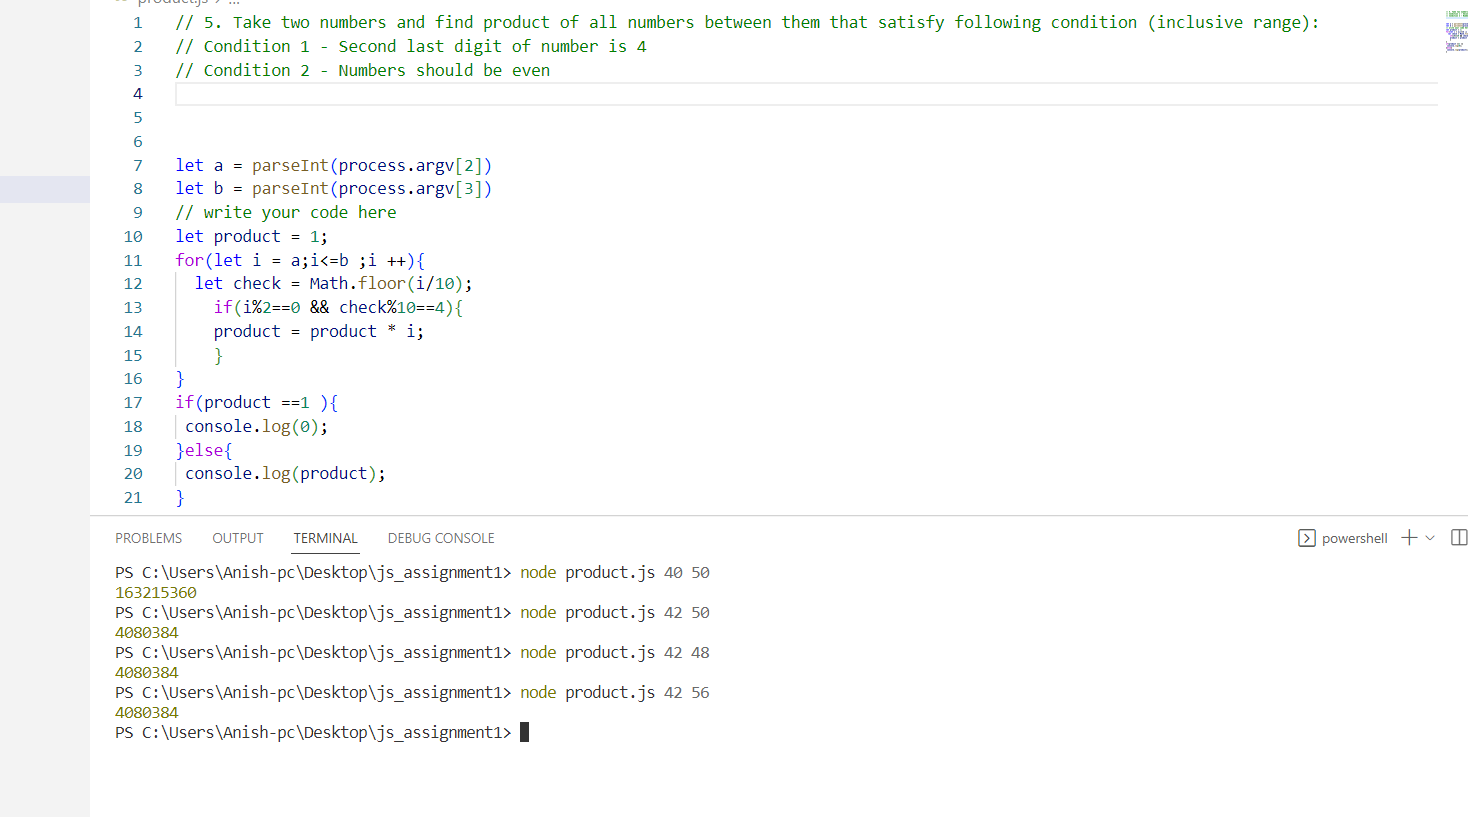 product.js > ...
1 // 5. Take two numbers and find product of all numbers between them that satisfy following condition (inclusive range):
2 // Condition 1 - Second last digit of number is 4
3 // Condition 2 - Numbers should be even
4
5
6
7 let a = parseInt(process.argv[2])
8 let b = parseInt(process.argv[3])
9 // write your code here
10 let product = 1;
11 for(let i = a;i<=b ;i ++){
12 let check = Math.floor(i/10);
13 if(i%2==0 && check%10==4){
14 product = product * i;
15 }
16 }
17 if(product ==1 ){
18 console.log(0);
19 }else{
20 console.log(product);
21 }
PROBLEMS OUTPUT TERMINAL DEBUG CONSOLE powershell
PS C:\Users\Anish-pc\Desktop\js_assignment1> node product.js 40 50
163215360
PS C:\Users\Anish-pc\Desktop\js_assignment1> node product.js 42 50
4080384
PS C:\Users\Anish-pc\Desktop\js_assignment1> node product.js 42 48
4080384
PS C:\Users\Anish-pc\Desktop\js_assignment1> node product.js 42 56
4080384
PS C:\Users\Anish-pc\Desktop\js_assignment1>